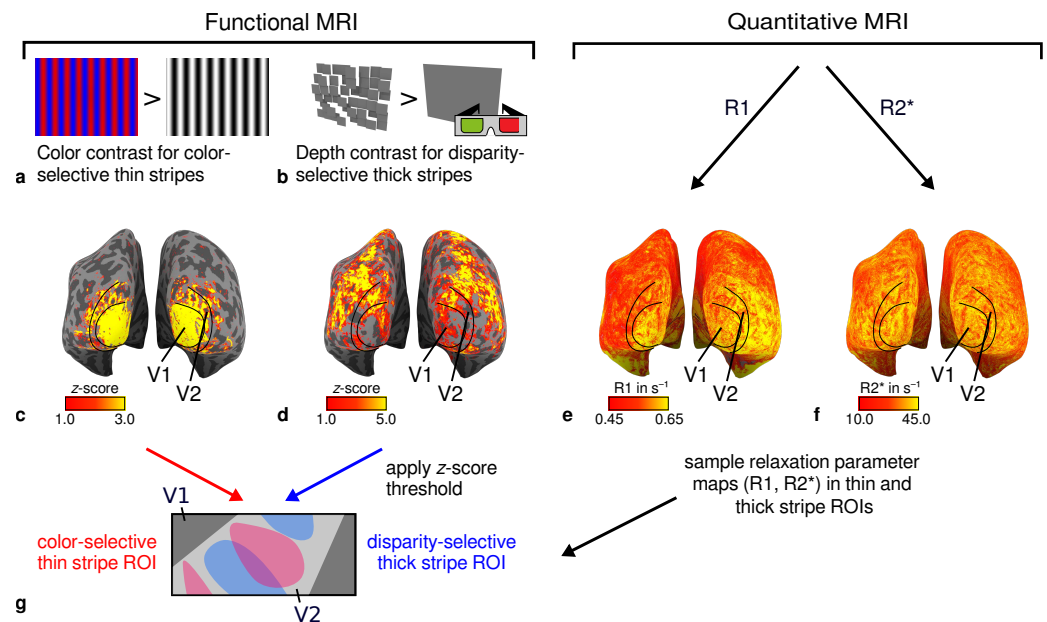 Functional MRI
Quantitative MRI
>
>
Color contrast for color-
selective thin stripes
a
Depth contrast for disparity-
selective thick stripes
b
R1
R2*
V1
V2
V1
V2
V1
V2
V1
V2
z-score
1.0 3.0
c
z-score
1.0 5.0
d
R1 in s⁻¹
0.45 0.65
e
R2* in s⁻¹
10.0 45.0
f
apply z-score
threshold
sample relaxation parameter
maps (R1, R2*) in thin and
thick stripe ROIs
V1
color-selective
thin stripe ROI
disparity-selective
thick stripe ROI
V2
g